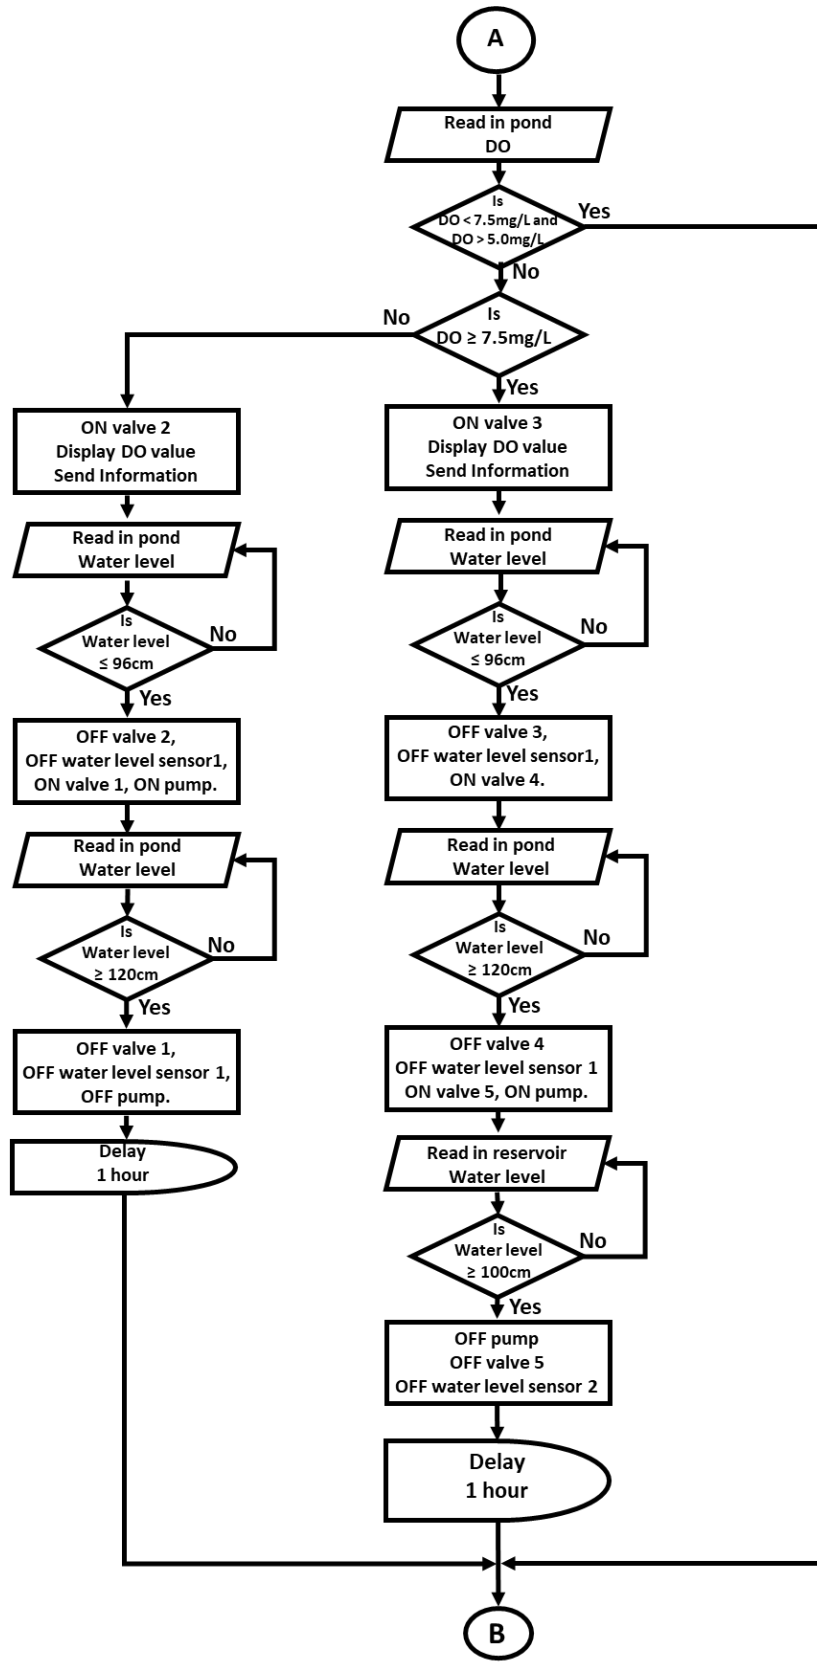 A
Read in pond
DO
Is
DO < 7.5mg/L and
DO > 5.0mg/L
Yes
No
Is
DO ≥ 7.5mg/L
No
Yes
ON valve 2
Display DO value
Send Information
Read in pond
Water level
Is
Water level
≤ 96cm
No
Yes
OFF valve 2,
OFF water level sensor1,
ON valve 1, ON pump.
Read in pond
Water level
Is
Water level
≥ 120cm
No
Yes
OFF valve 1,
OFF water level sensor 1,
OFF pump.
Delay
1 hour
ON valve 3
Display DO value
Send Information
Read in pond
Water level
Is
Water level
≤ 96cm
No
Yes
OFF valve 3,
OFF water level sensor1,
ON valve 4.
Read in pond
Water level
Is
Water level
≥ 120cm
No
Yes
OFF valve 4
OFF water level sensor 1
ON valve 5, ON pump.
Read in reservoir
Water level
Is
Water level
≥ 100cm
No
Yes
OFF pump
OFF valve 5
OFF water level sensor 2
Delay
1 hour
B